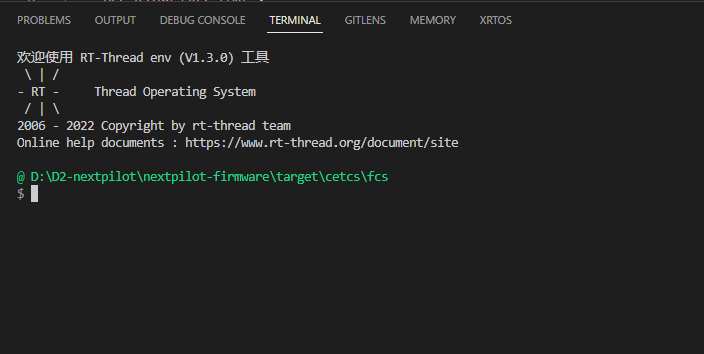 PROBLEMS OUTPUT DEBUG CONSOLE TERMINAL GITLENS MEMORY XRTOS
欢迎使用 RT-Thread env (V1.3.0) 工具
 \ | /
- RT -     Thread Operating System
 / | \
2006 - 2022 Copyright by rt-thread team
Online help documents : https://www.rt-thread.org/document/site
@ D:\D2-nextpilot\nextpilot-firmware\target\cetcs\fcs
$